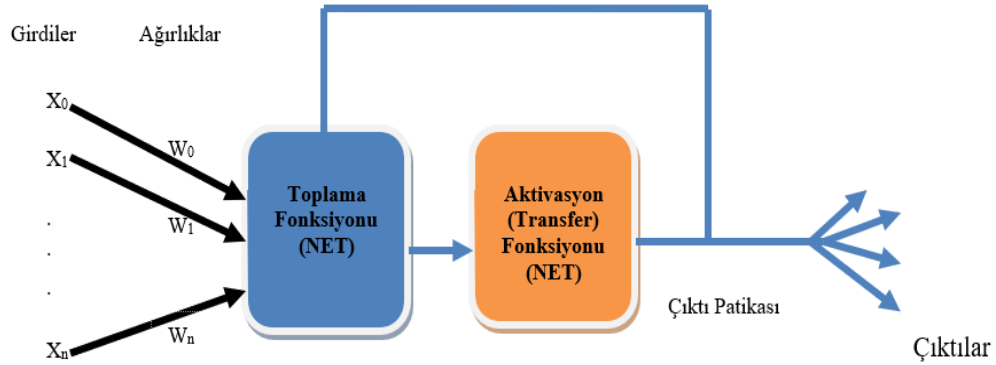 Girdiler
Ağırlıklar
X0
W0
X1
W1
.
.
.
Xn
Wn
Toplama
Fonksiyonu
(NET)
Aktivasyon
(Transfer)
Fonksiyonu
(NET)
Çıktı Patikası
Çıktılar